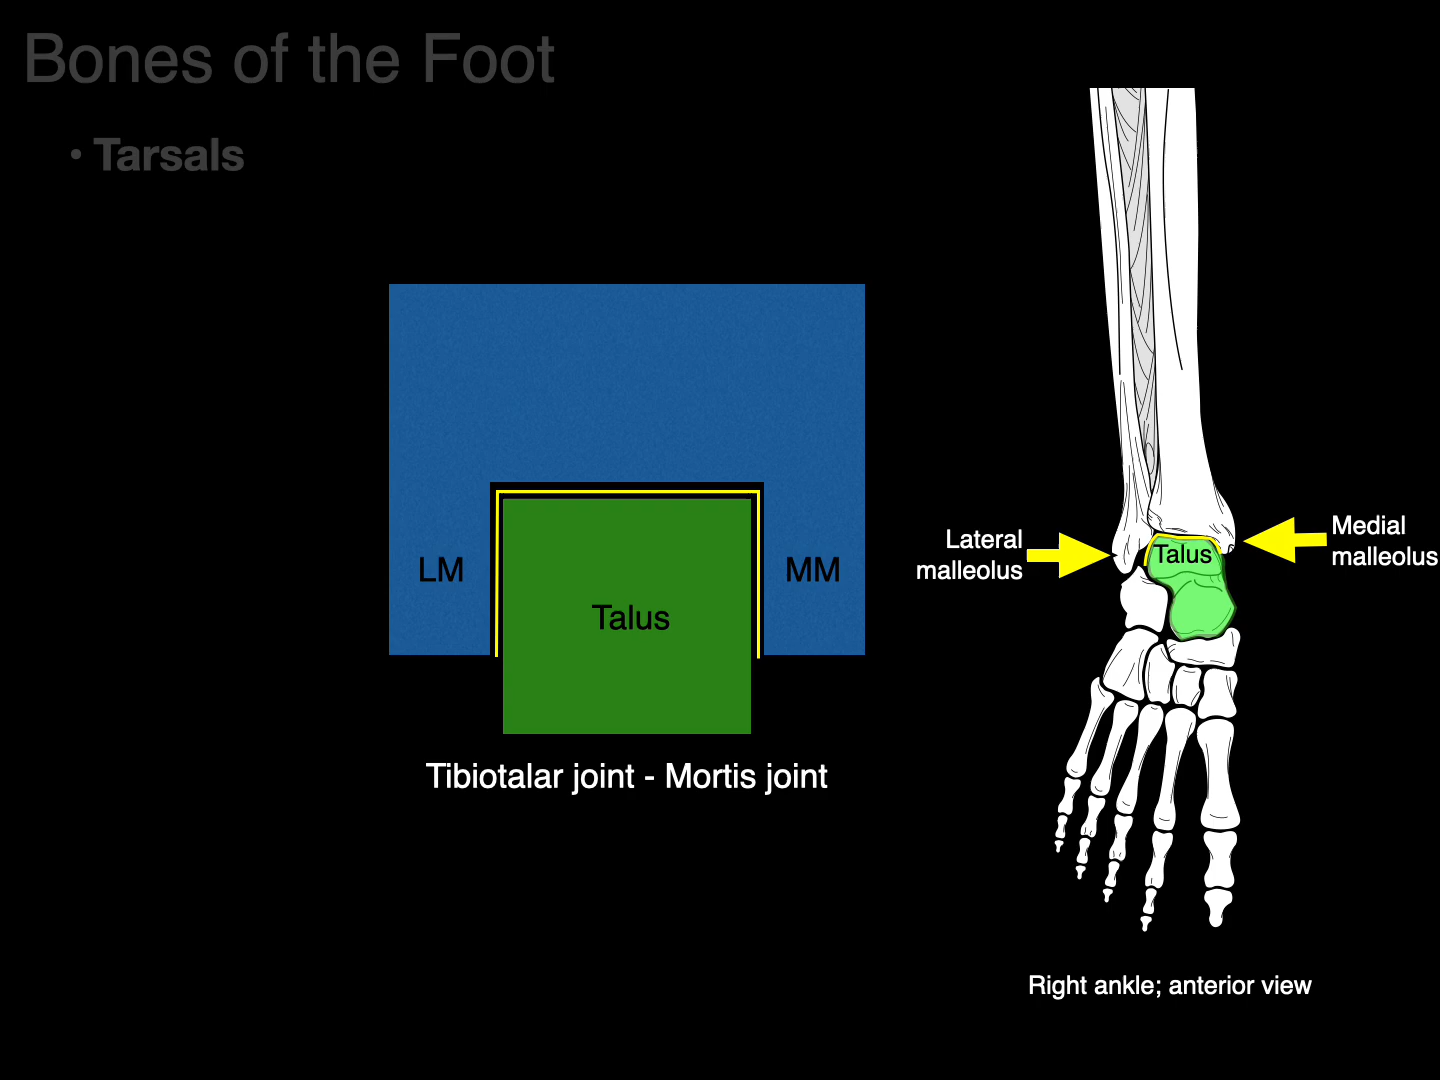 Bones of the Foot
• Tarsals
LM
MM
Talus
Tibiotalar joint - Mortis joint
Lateral
malleolus
Talus
Medial
malleolus
Right ankle; anterior view